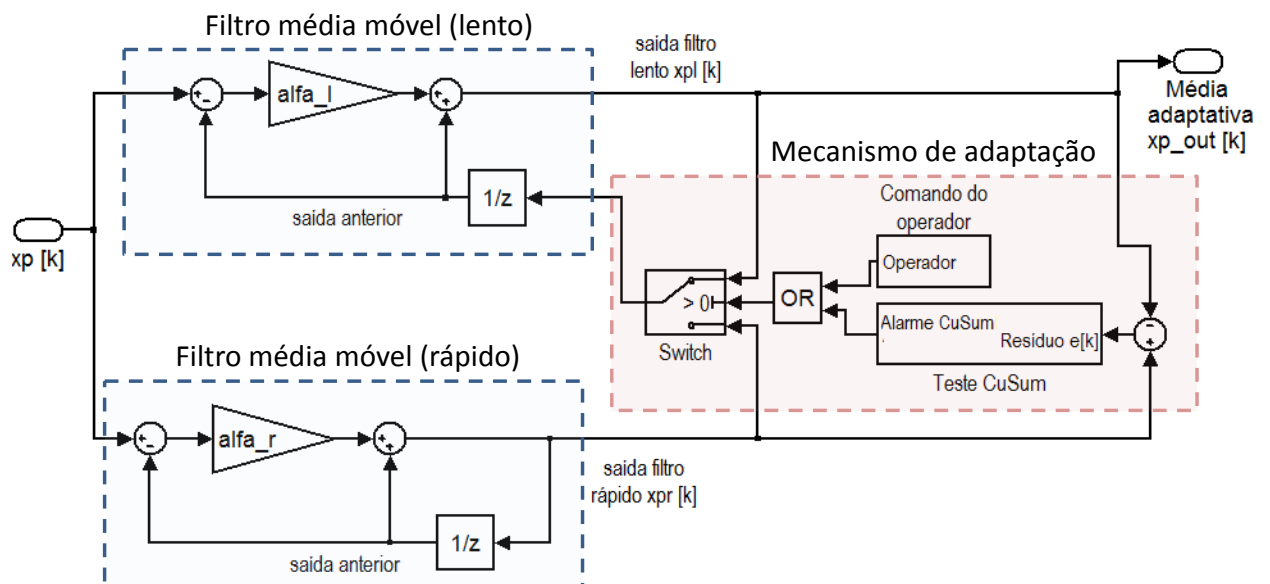 Filtro média móvel (lento)
alfa_l
saida anterior
1/z
xp [k]
saida filtro
lento xpl [k]
Média
adaptativa
xp_out [k]
Mecanismo de adaptação
Comando do
operador
Operador
> 0
Switch
OR
Alarme CuSum
Resíduo e[k]
Teste CuSum
Filtro média móvel (rápido)
alfa_r
saida anterior
1/z
saida filtro
rápido xpr [k]